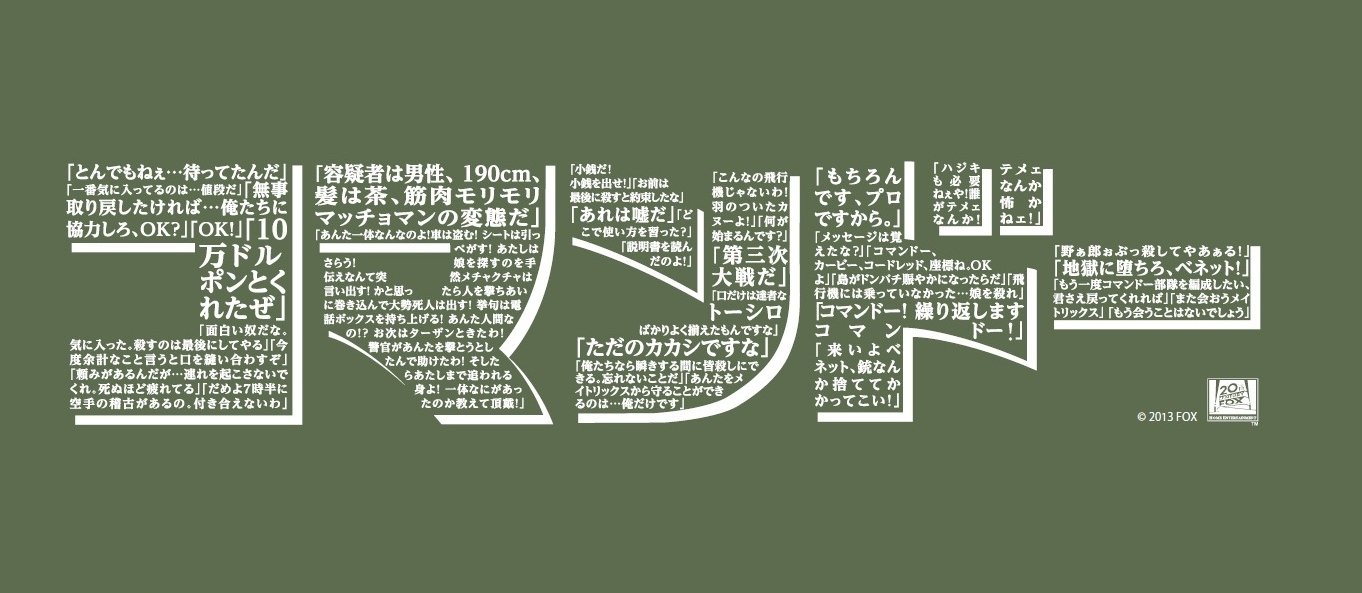 「とんでもねぇ…待ってたんだ」
「一番気に入ってるのは…値段だ」「無事
取り戻したければ…俺たちに
協力しろ、OK?」「OK!」「10
万ドル
ポンとく
れたぜ」
「面白い奴だな。
気に入った。殺すのは最後にしてやる」「今
度余計なこと言うと口を縫い合わすぞ」
「頼みがあるんだが…連れを起こさないで
くれ。死ぬほど疲れてる」「だめよ7時半に
空手の稽古があるの。付き合えないわ」
「容疑者は男性、190cm、
髪は茶、筋肉モリモリ
マッチョマンの変態だ」
「あんた一体なんなのよ!車は盗む! シートは引っ
べがす! あたしは
さらう! 娘を探すのを手
伝えなんて突 然メチャクチャは
言い出す! かと思っ たら人を撃ちあい
に巻き込んで大勢死人は出す! 挙句は電
話ボックスを持ち上げる! あんた人間な
の!? お次はターザンときたわ!
警官があんたを撃とうとし
たんで助けたわ! そした
らあたしまで追われる
身よ! 一体なにがあっ
たのか教えて頂戴!」
「小銭だ!
小銭を出せ!」「お前は
最後に殺すと約束したな」
「あれは嘘だ」「ど
こで使い方を習った?」
「説明書を読ん
だのよ!」
「こんなの飛行
機じゃないわ!
羽のついたカ
ヌーよ!」「何が
始まるんです?」
「第三次
大戦だ」
「口だけは達者な
トーシロ
ばかりよく揃えたもんですな」
「ただのカカシですな」
「俺たちなら瞬きする間に皆殺しにで
きる。忘れないことだ」「あんたをメ
イトリックスから守ることができ
るのは…俺だけです」
「もちろん
です、プロ
ですから。」
「メッセージは覚
えたな?」「コマンドー、
カービー、コードレッド、座標ね。OK
よ」「島がドンパチ賑やかになったらだ」「飛
行機には乗っていなかった…娘を殺れ」
「コマンドー! 繰り返します
コマンドー!」
「来いよベ
ネット、銃なん
か捨ててか
かってこい!」
「ハジキ
も必要
ねぇや!誰
がテメェ
なんか!
テメェ
なんか
怖か
ねェ!」
「野ぁ郎ぉぶっ殺してやあぁる!」
「地獄に堕ちろ、ベネット!」
「もう一度コマンドー部隊を編成したい、
君さえ戻ってくれれば」「また会おうメイ
トリックス」「もう会うことはないでしょう」
© 2013 FOX
20th
CENTURY
FOX
HOME ENTERTAINMENT
TM